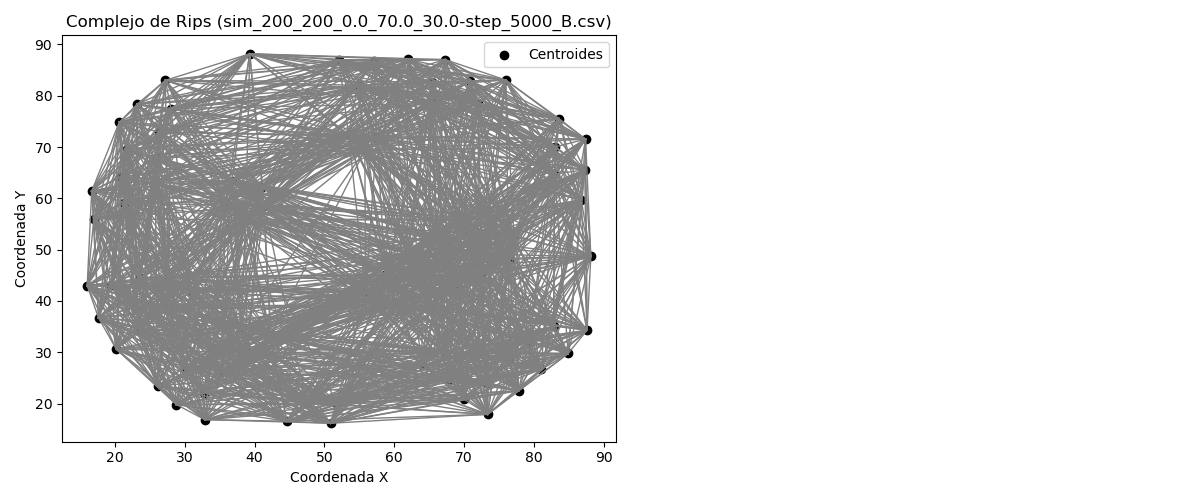 Complejo de Rips (sim_200_200_0.0_70.0_30.0-step_5000_B.csv)
Centroides
90
80
70
60
50
40
30
20
Coordenada Y
20 30 40 50 60 70 80 90
Coordenada X